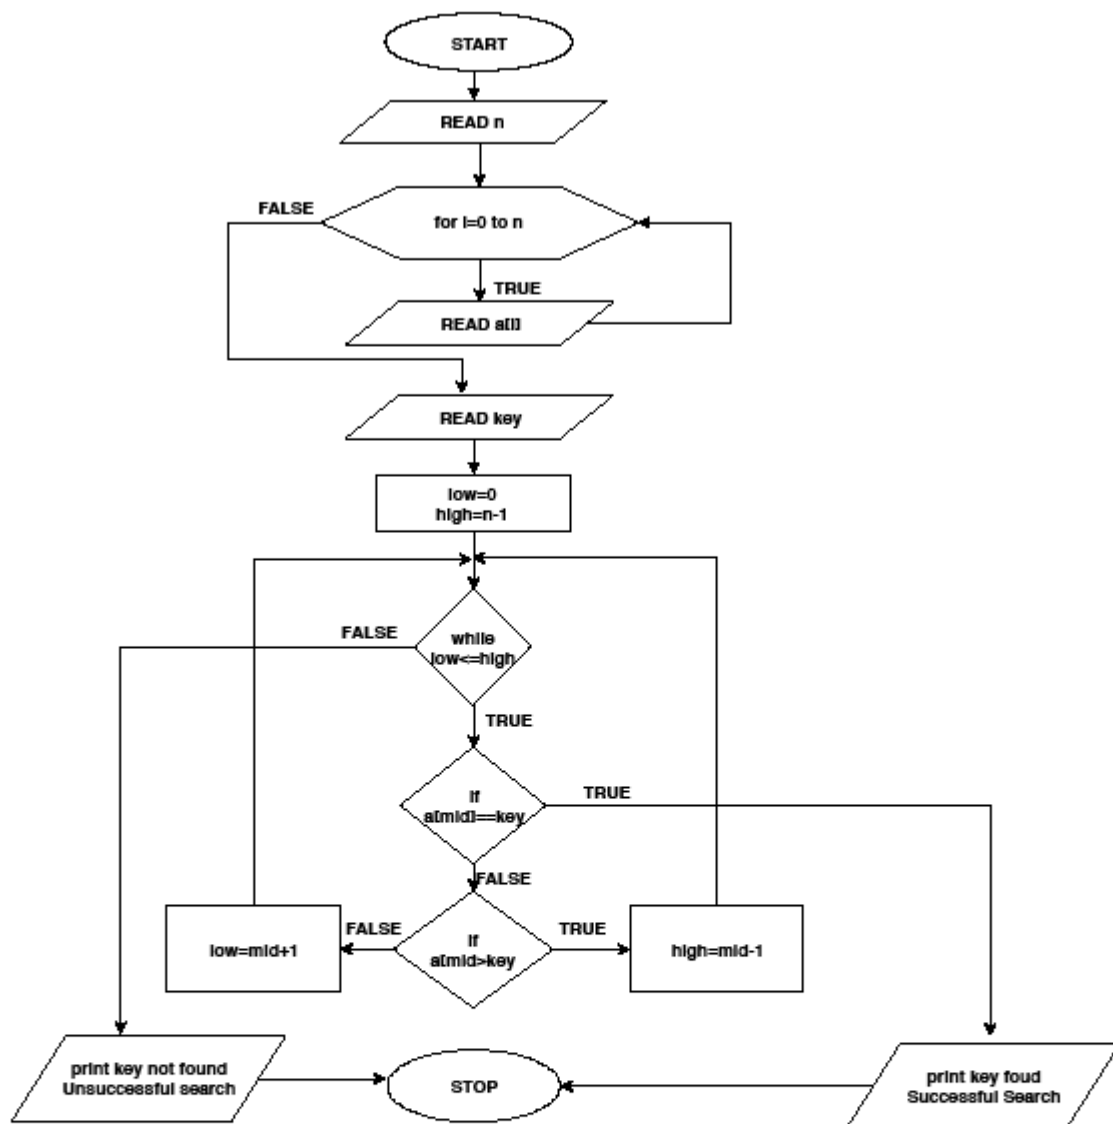 START
READ n
FALSE
for i=0 to n
TRUE
READ a[i]
READ key
low=0
high=n-1
FALSE
while
low<=high
TRUE
if
a[mid]==key
TRUE
FALSE
low=mid+1
FALSE
if
a[mid>key
TRUE
high=mid-1
print key not found
Unsuccessful search
STOP
print key foud
Successful Search